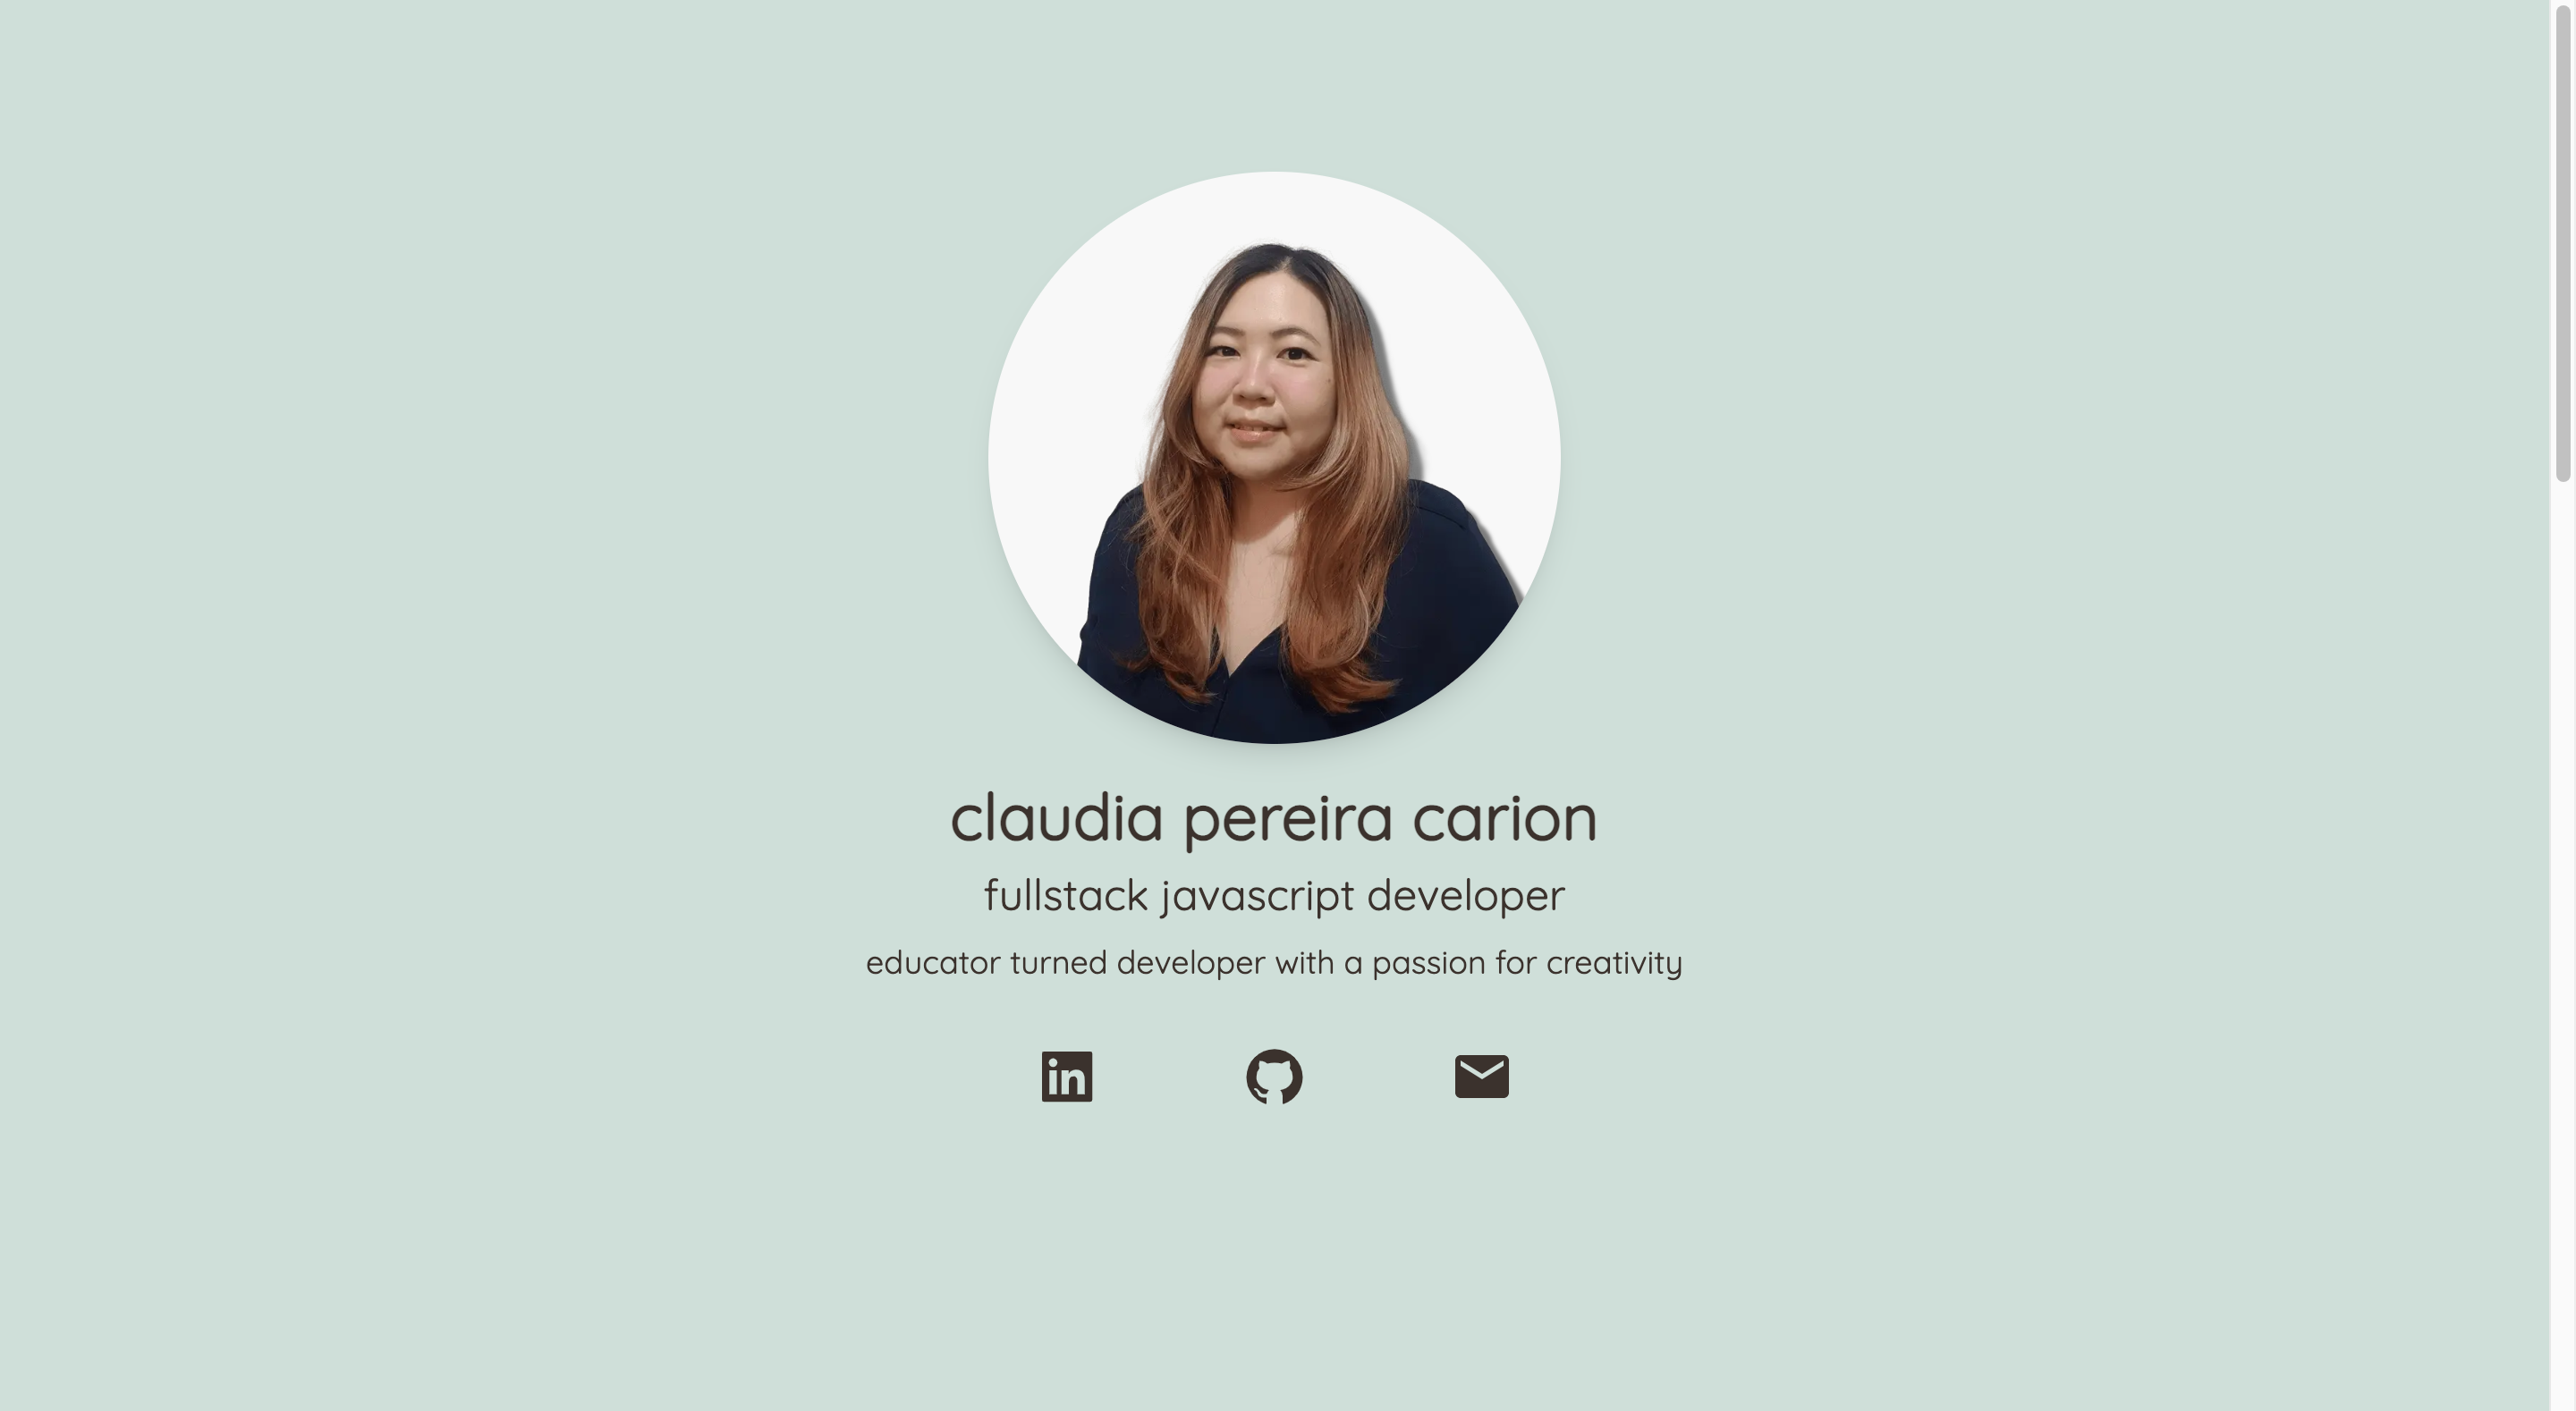 claudia pereira carion
fullstack javascript developer
educator turned developer with a passion for creativity
in